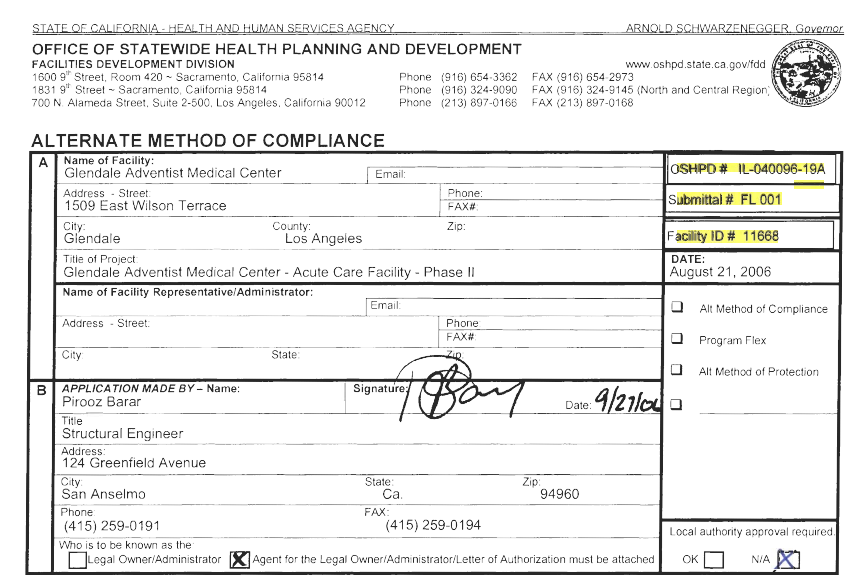 STATE OF CALIFORNIA - HEALTH AND HUMAN SERVICES AGENCY ARNOLD SCHWARZENEGGER, Governor
OFFICE OF STATEWIDE HEALTH PLANNING AND DEVELOPMENT
FACILITIES DEVELOPMENT DIVISION www.oshpd.state.ca.gov/fdd
1600 9th Street, Room 420 ~ Sacramento, California 95814 Phone (916) 654-3362 FAX (916) 654-2973
1831 9th Street ~ Sacramento, California 95814 Phone (916) 324-9090 FAX (916) 324-9145 (North and Central Region)
700 N. Alameda Street, Suite 2-500, Los Angeles, California 90012 Phone (213) 897-0166 FAX (213) 897-0168
ALTERNATE METHOD OF COMPLIANCE
A Name of Facility:
Glendale Adventist Medical Center Email:
OSHPD # IL-040096-19A
Address - Street: Phone:
1509 East Wilson Terrace FAX#:
Submittal # FL 001
City: County: Zip:
Glendale Los Angeles
Facility ID # 11668
Title of Project: DATE:
Glendale Adventist Medical Center - Acute Care Facility - Phase II August 21, 2006
Name of Facility Representative/Administrator:
Email:
Alt Method of Compliance
Address - Street: Phone
FAX#
Program Flex
City State: Zip:
Alt Method of Protection
B APPLICATION MADE BY – Name: Signature:
Pirooz Barar Date: 9/27/06
Title
Structural Engineer
Address:
124 Greenfield Avenue
City: State: Zip:
San Anselmo Ca. 94960
Phone: FAX:
(415) 259-0191 (415) 259-0194
Local authority approval required.
Who is to be known as the
Legal Owner/Administrator X Agent for the Legal Owner/Administrator/Letter of Authorization must be attached OK N/A X